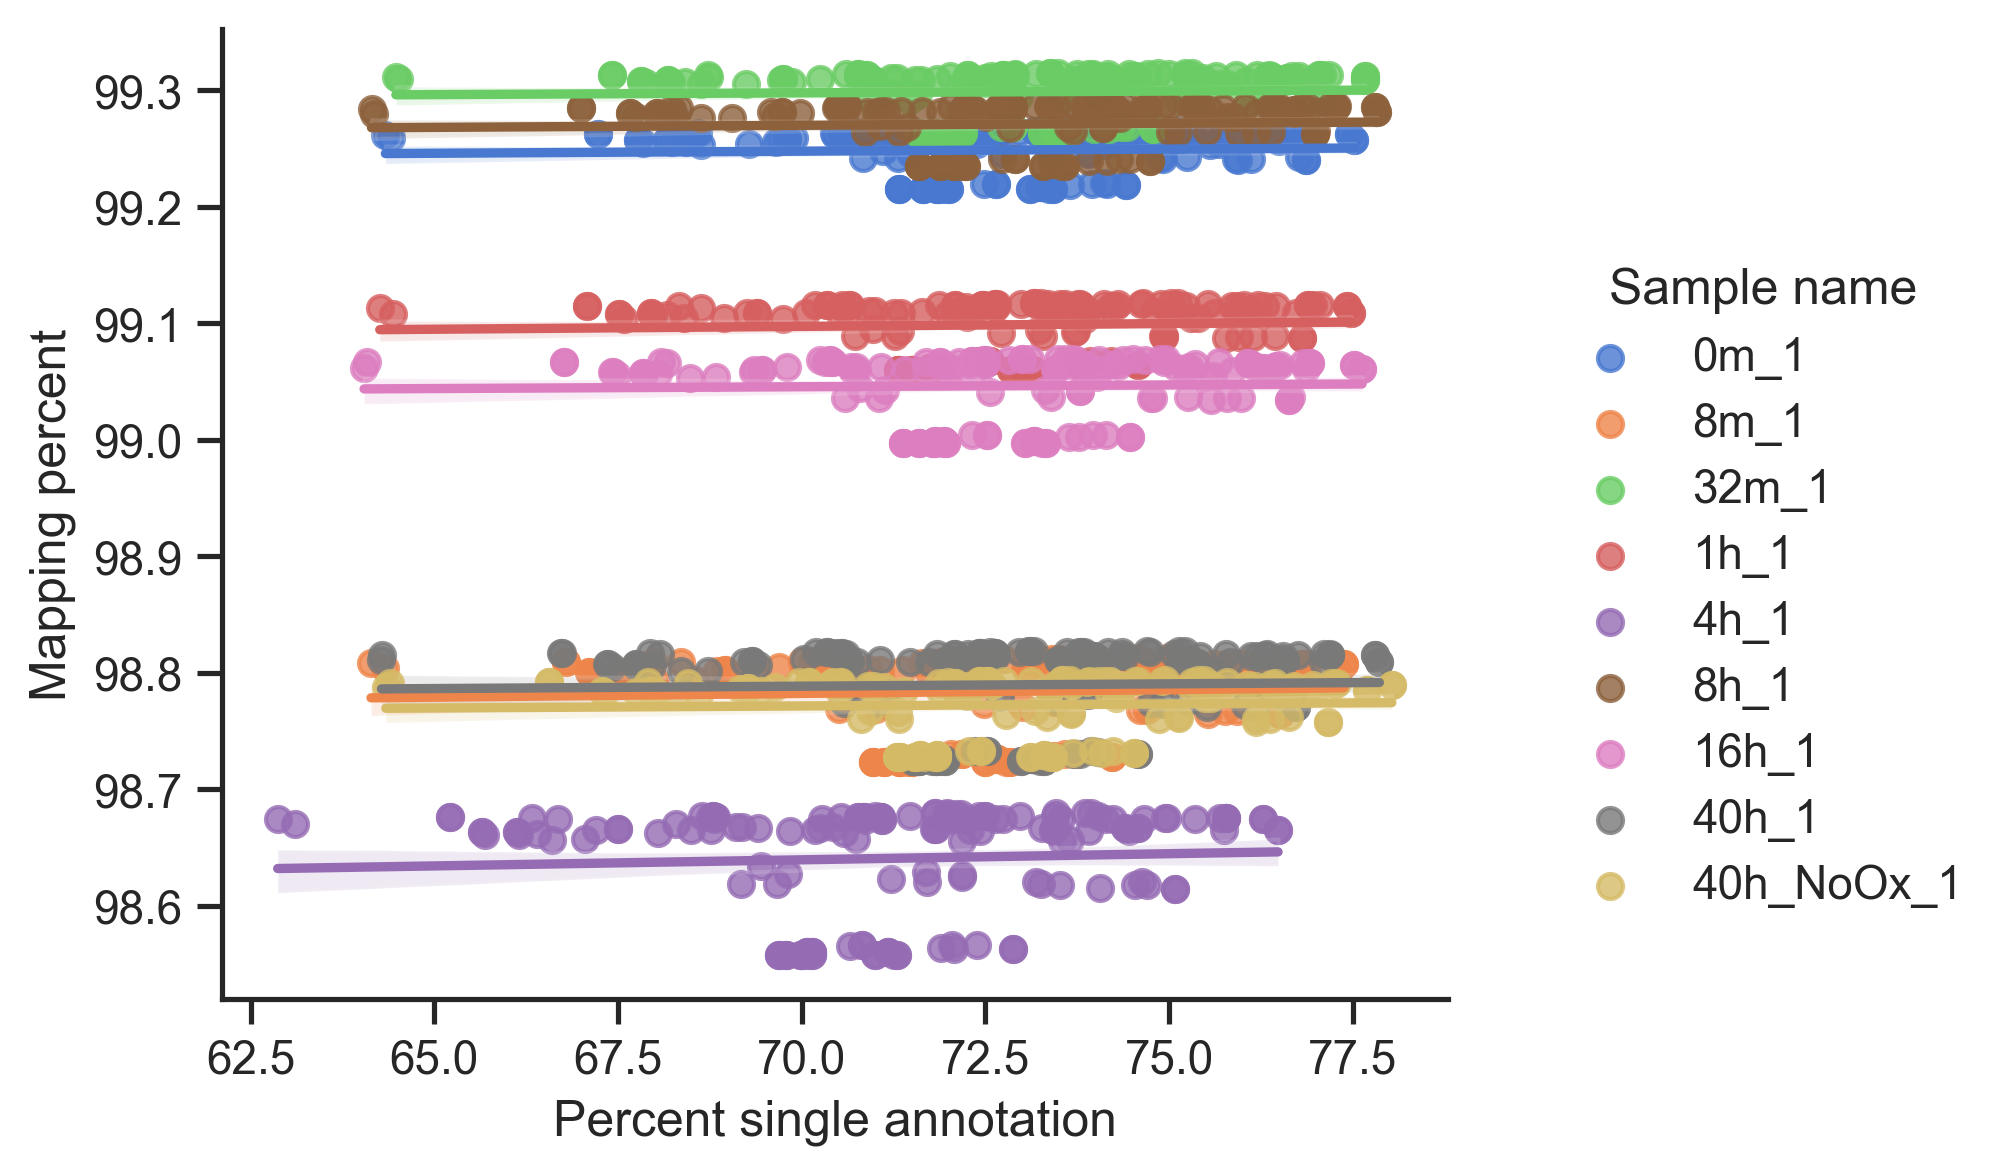 99.3
99.2
99.1
99.0
98.9
98.8
98.7
98.6
Mapping percent
62.5 65.0 67.5 70.0 72.5 75.0 77.5
Percent single annotation
Sample name
0m_1
8m_1
32m_1
1h_1
4h_1
8h_1
16h_1
40h_1
40h_NoOx_1